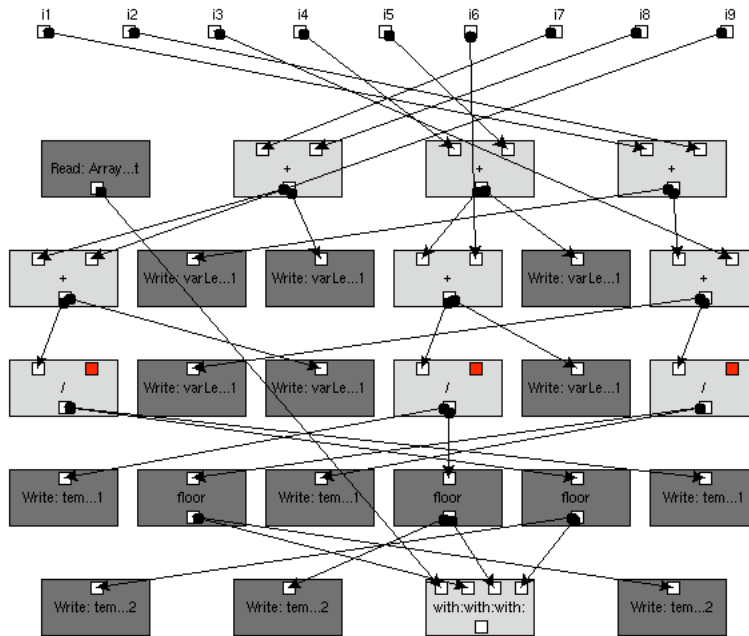 i1 i2 i3 i4 i5 i6 i7 i8 i9
Read: Array...t + + +
+ Write: varLe...1 Write: varLe...1 + Write: varLe...1 +
/ Write: varLe...1 Write: varLe...1 / Write: varLe...1 /
Write: tem...1 floor Write: tem...1 floor floor Write: tem...1
Write: tem...2 Write: tem...2 with:with:with: Write: tem...2